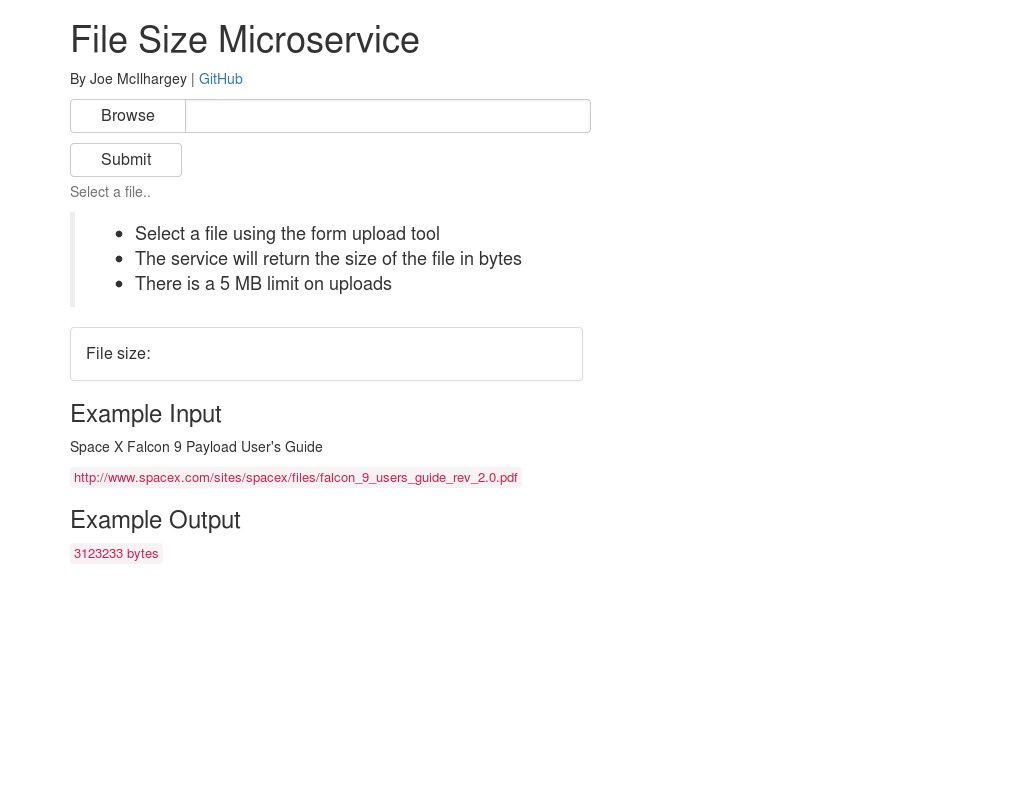 File Size Microservice
By Joe McIlhargey | GitHub
Browse
Submit
Select a file..
Select a file using the form upload tool
The service will return the size of the file in bytes
There is a 5 MB limit on uploads
File size:
Example Input
Space X Falcon 9 Payload User's Guide
http://www.spacex.com/sites/spacex/files/falcon_9_users_guide_rev_2.0.pdf
Example Output
3123233 bytes